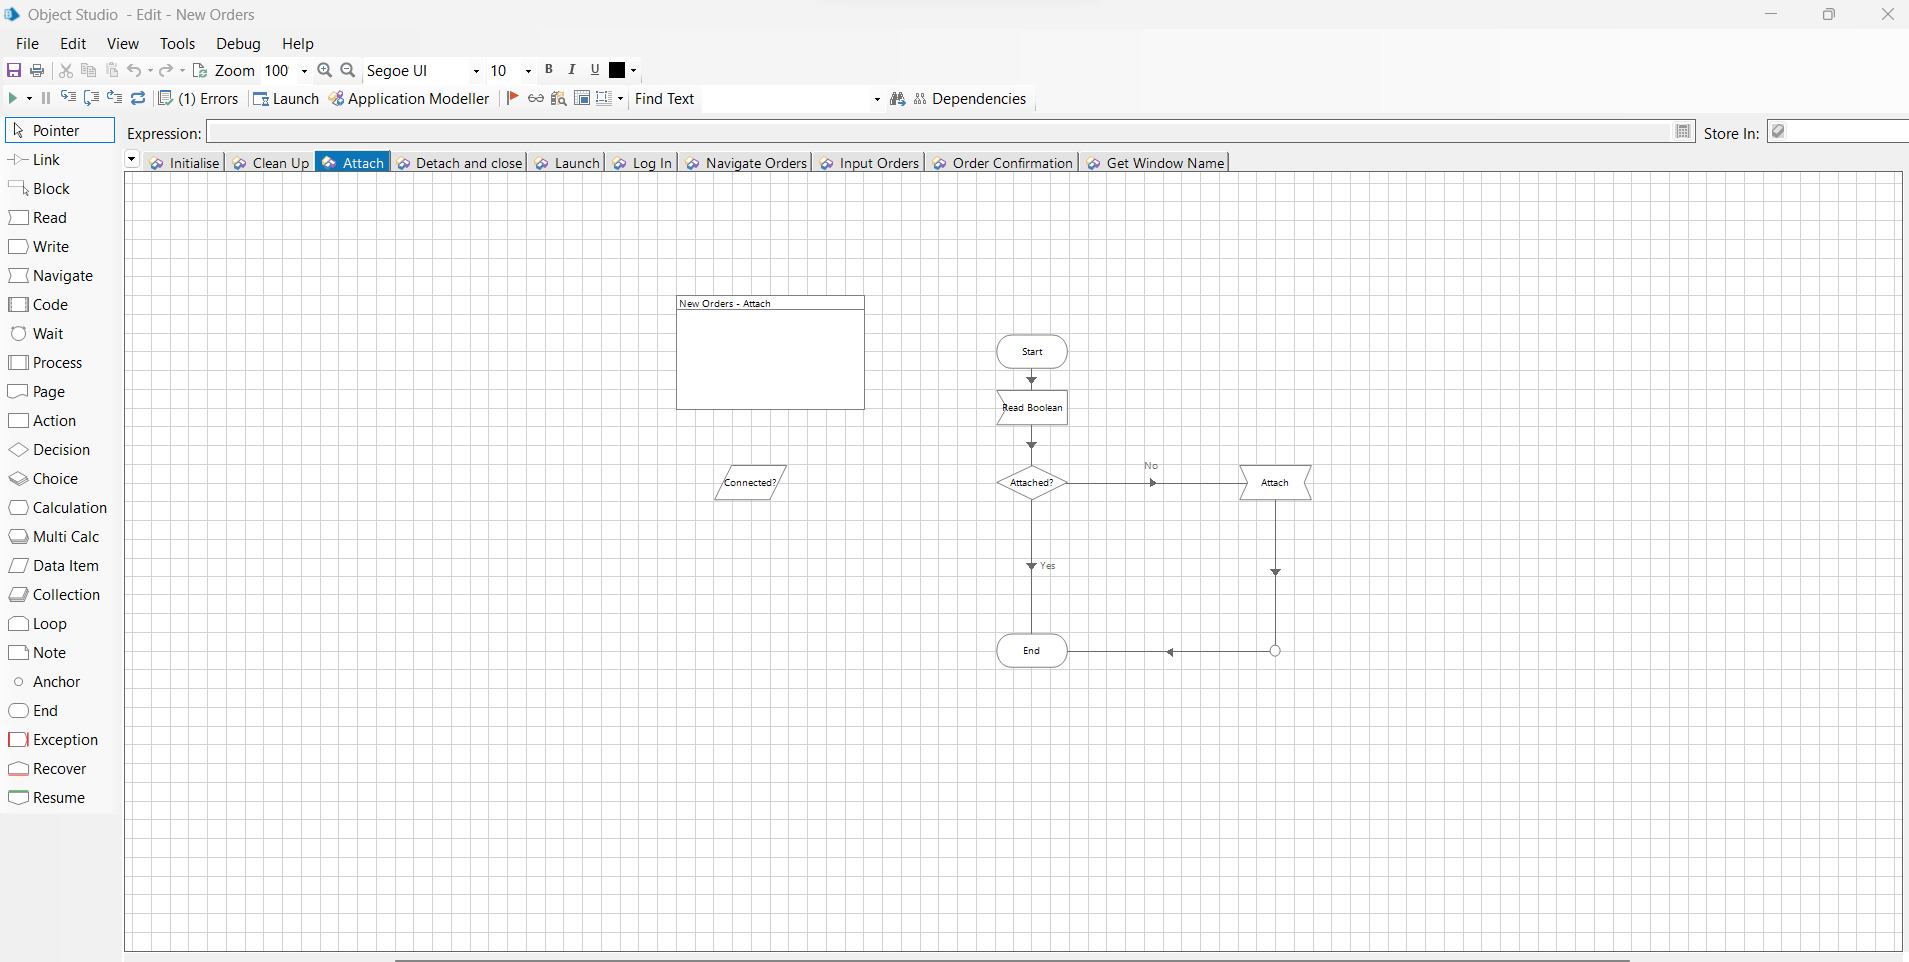 Object Studio - Edit - New Orders
File Edit View Tools Debug Help
Zoom 100 Segoe UI 10 B I U
(1) Errors Launch Application Modeller Find Text Dependencies
Pointer
Expression:
Store In:
Link
Block
Read
Write
Navigate
Code
Wait
Process
Page
Action
Decision
Choice
Calculation
Multi Calc
Data Item
Collection
Loop
Note
Anchor
End
Exception
Recover
Resume
Initialise Clean Up Attach Detach and close Launch Log In Navigate Orders Input Orders Order Confirmation Get Window Name
New Orders - Attach
Start
Read Boolean
Connected?
Attached?
No
Attach
Yes
End